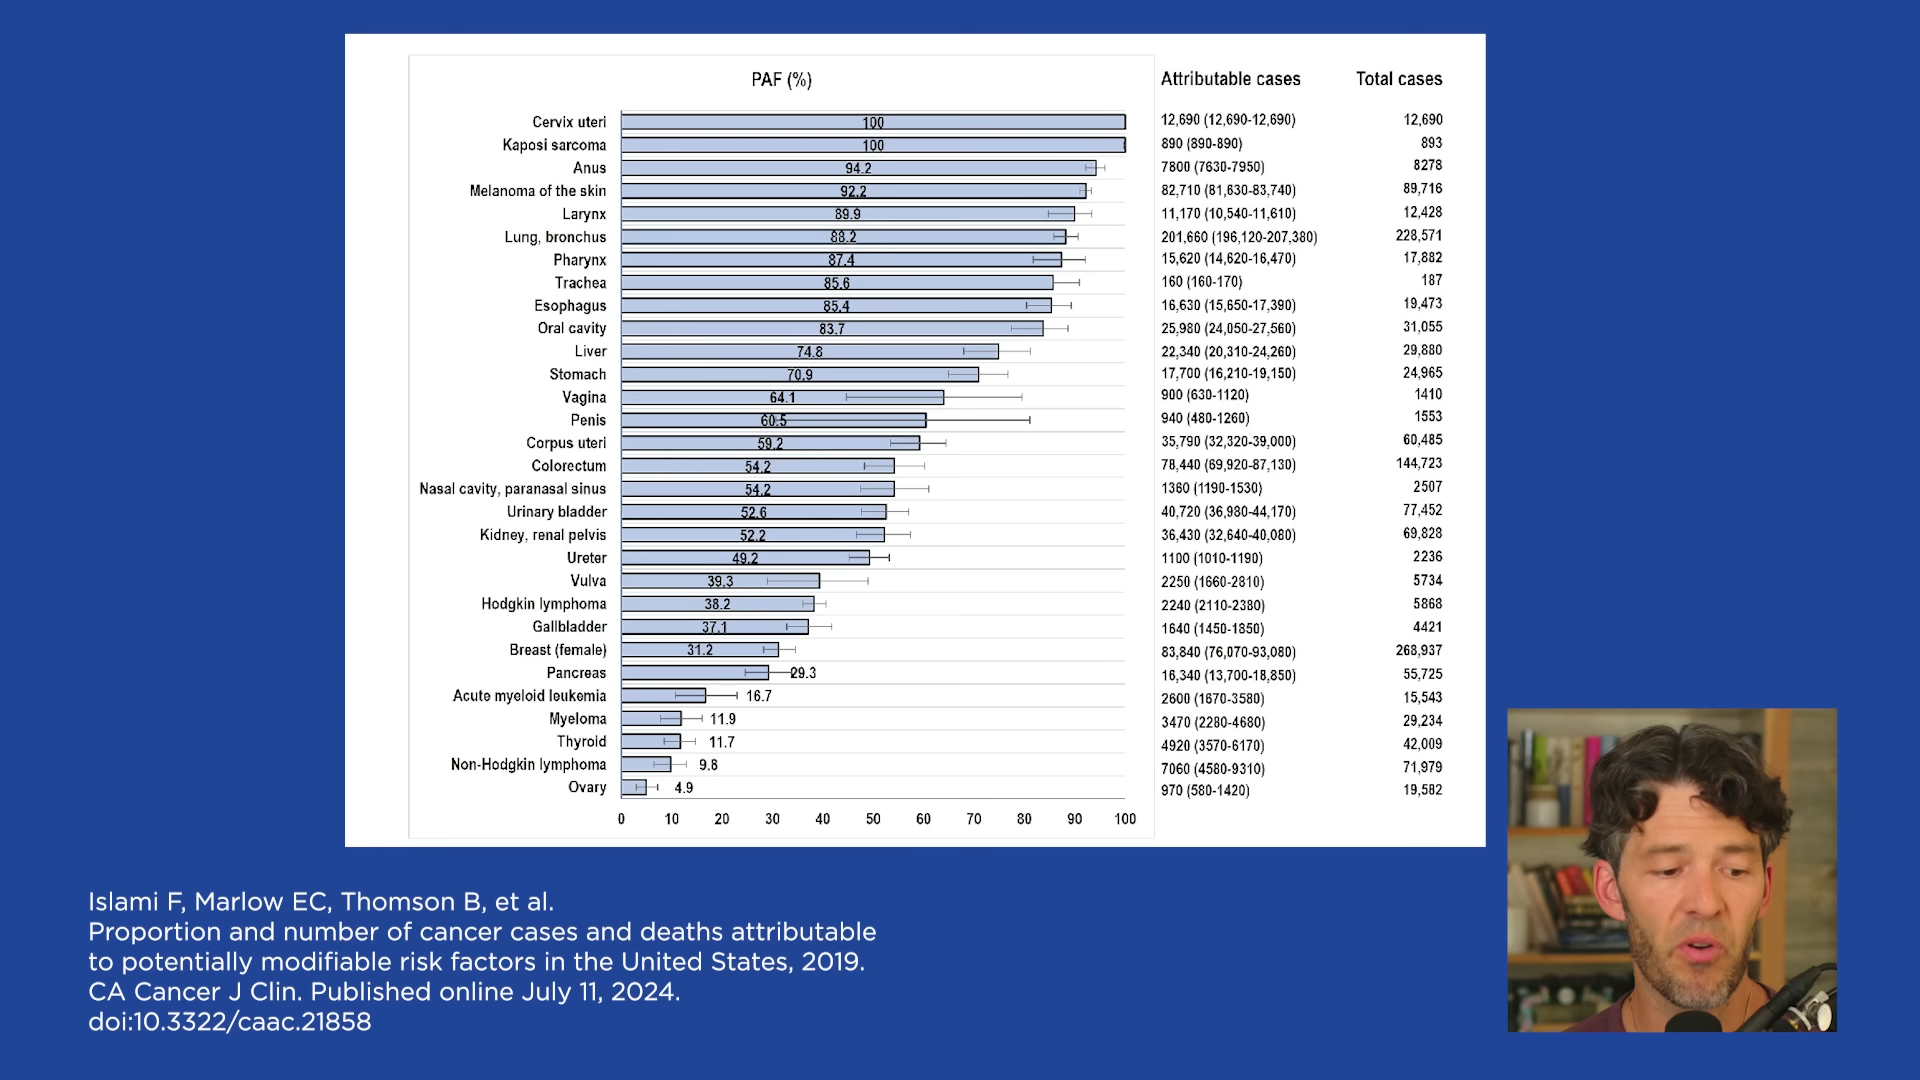 PAF (%) Attributable cases Total cases
Cervix uteri 100 12,690 (12,690-12,690) 12,690
Kaposi sarcoma 100 890 (890-890) 893
Anus 94.2 7800 (7630-7950) 8278
Melanoma of the skin 92.2 82,710 (81,630-83,740) 89,716
Larynx 89.9 11,170 (10,540-11,610) 12,428
Lung, bronchus 88.2 201,660 (196,120-207,380) 228,571
Pharynx 87.4 15,620 (14,620-16,470) 17,882
Trachea 85.6 160 (160-170) 187
Esophagus 85.4 16,630 (15,650-17,390) 19,473
Oral cavity 83.7 25,980 (24,050-27,560) 31,055
Liver 74.8 22,340 (20,310-24,260) 29,880
Stomach 70.9 17,700 (16,210-19,150) 24,965
Vagina 64.1 900 (630-1120) 1410
Penis 60.5 940 (480-1260) 1553
Corpus uteri 59.2 35,790 (32,320-39,000) 60,485
Colorectum 54.2 78,440 (69,920-87,130) 144,723
Nasal cavity, paranasal sinus 54.2 1360 (1190-1530) 2507
Urinary bladder 52.6 40,720 (36,980-44,170) 77,452
Kidney, renal pelvis 52.2 36,430 (32,640-40,080) 69,828
Ureter 49.2 1100 (1010-1190) 2236
Vulva 39.3 2250 (1660-2810) 5734
Hodgkin lymphoma 38.2 2240 (2110-2380) 5868
Gallbladder 37.1 1640 (1450-1850) 4421
Breast (female) 31.2 83,840 (76,070-93,080) 268,937
Pancreas 29.3 16,340 (13,700-18,850) 55,725
Acute myeloid leukemia 16.7 2600 (1670-3580) 15,543
Myeloma 11.9 3470 (2280-4680) 29,234
Thyroid 11.7 4920 (3570-6170) 42,009
Non-Hodgkin lymphoma 9.8 7060 (4580-9310) 71,979
Ovary 4.9 970 (580-1420) 19,582
0 10 20 30 40 50 60 70 80 90 100
Islami F, Marlow EC, Thomson B, et al.
Proportion and number of cancer cases and deaths attributable
to potentially modifiable risk factors in the United States, 2019.
CA Cancer J Clin. Published online July 11, 2024.
doi:10.3322/caac.21858